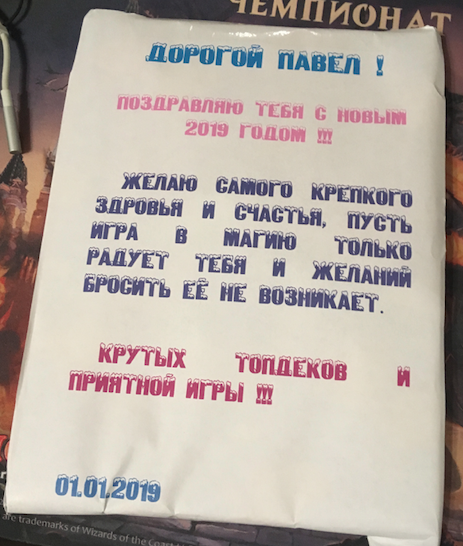 ЧЕМПИОНАТ
ДОРОГОЙ ПАВЕЛ !
ПОЗДРАВЛЯЮ ТЕБЯ С НОВЫМ
2019 ГОДОМ !!!
ЖЕЛАЮ САМОГО КРЕПКОГО
ЗДОРОВЬЯ И СЧАСТЬЯ, ПУСТЬ
ИГРА В МАГИЮ ТОЛЬКО
РАДУЕТ ТЕБЯ И ЖЕЛАНИЙ
БРОСИТЬ ЕЁ НЕ ВОЗНИКАЕТ.
КРУТЫХ ТОПДЕКОВ И
ПРИЯТНОЙ ИГРЫ !!!
01.01.2019
are trademarks of Wizards of the Coast